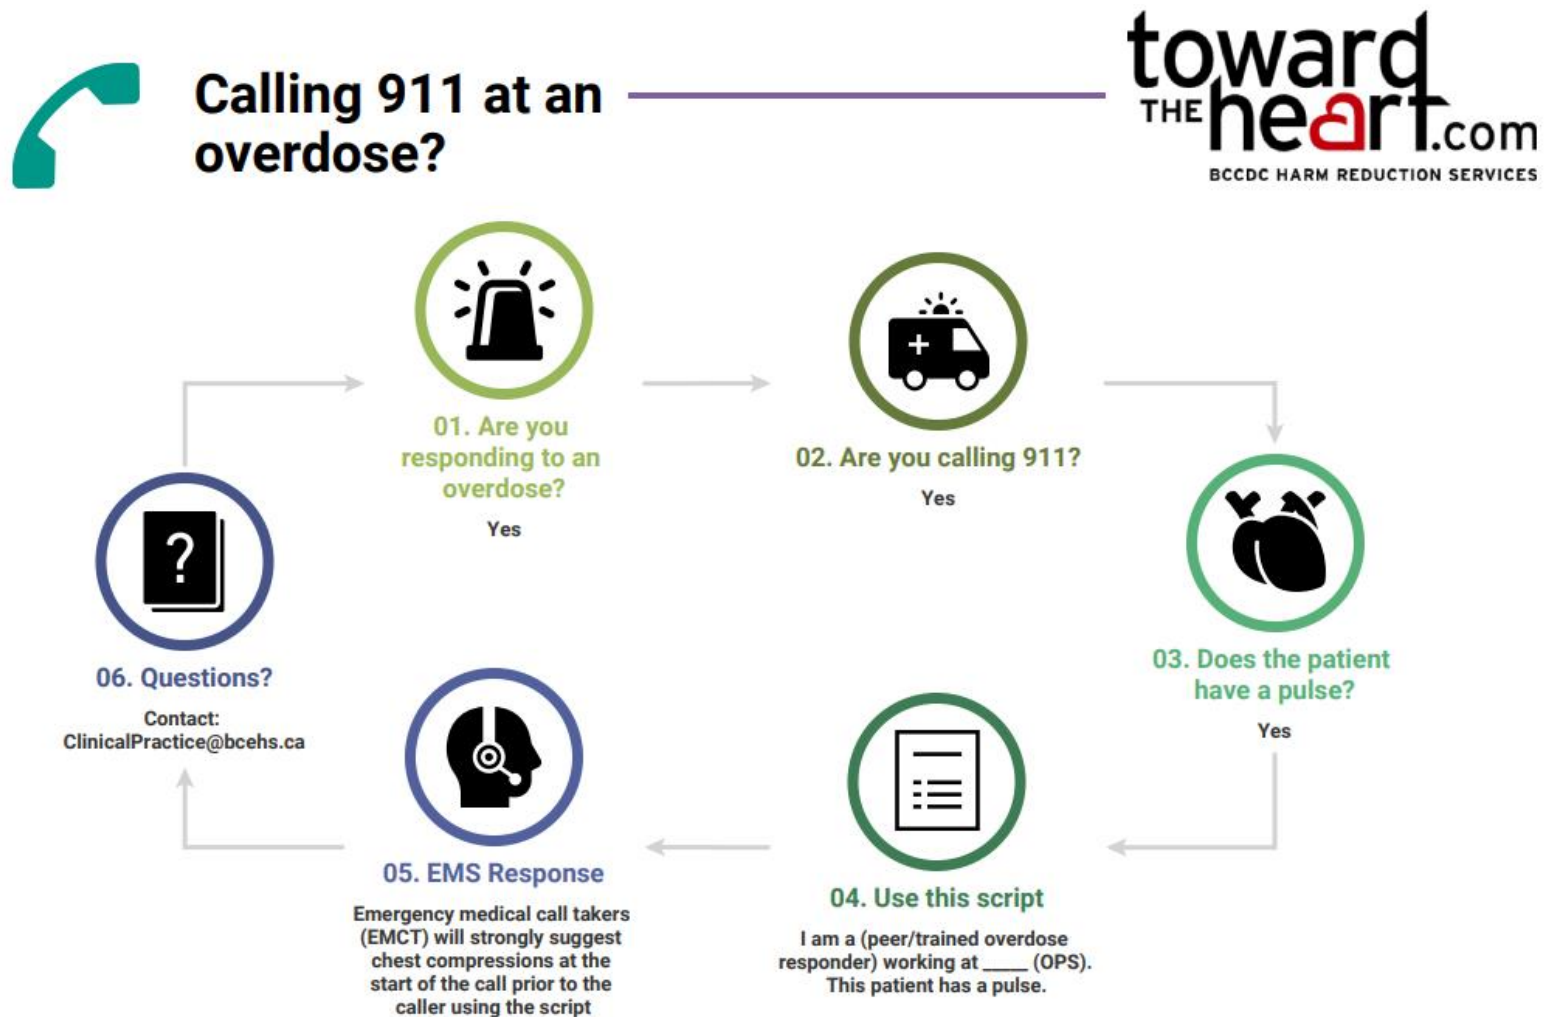 Calling 911 at an
overdose?
toward
THE heart.com
BCCDC HARM REDUCTION SERVICES
01. Are you
responding to an
overdose?
Yes
02. Are you calling 911?
Yes
03. Does the patient
have a pulse?
Yes
04. Use this script
I am a (peer/trained overdose
responder) working at _____ (OPS).
This patient has a pulse.
05. EMS Response
Emergency medical call takers
(EMCT) will strongly suggest
chest compressions at the
start of the call prior to the
caller using the script
?
06. Questions?
Contact:
ClinicalPractice@bcehs.ca